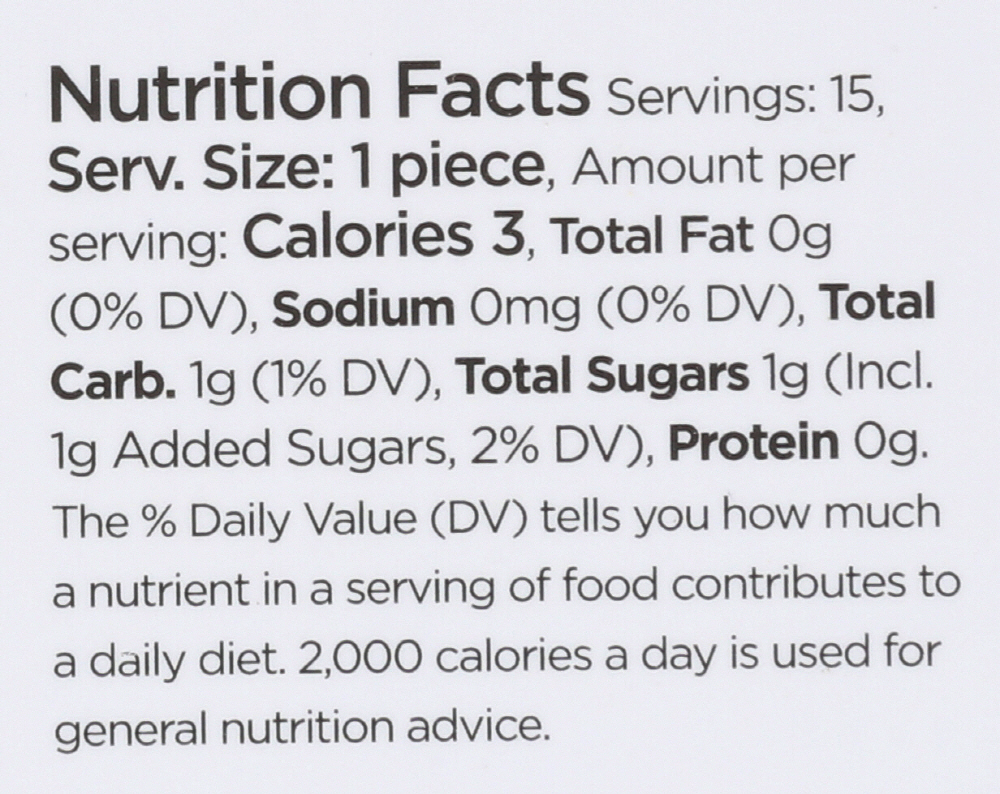 Nutrition Facts Servings: 15,
Serv. Size: 1 piece, Amount per
serving: Calories 3, Total Fat 0g
(0% DV), Sodium 0mg (0% DV), Total
Carb. 1g (1% DV), Total Sugars 1g (Incl.
1g Added Sugars, 2% DV), Protein 0g.
The % Daily Value (DV) tells you how much
a nutrient in a serving of food contributes to
a daily diet. 2,000 calories a day is used for
general nutrition advice.